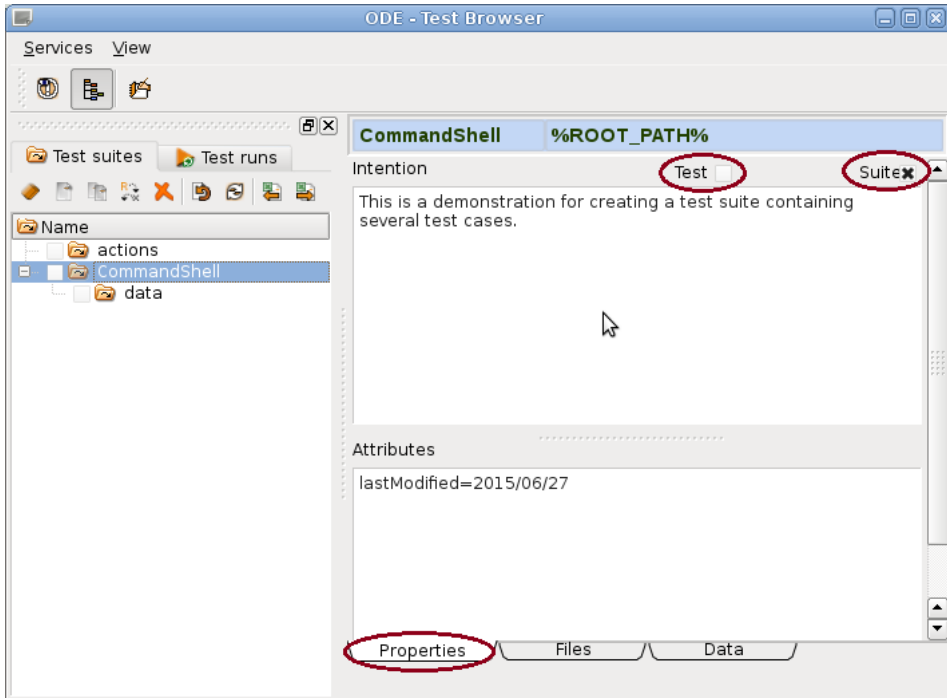 ODE - Test Browser
Services View
Test suites Test runs
Name
actions
CommandShell
data
CommandShell %ROOT_PATH%
Intention Test Suite
This is a demonstration for creating a test suite containing
several test cases.
Attributes
lastModified=2015/06/27
Properties Files Data